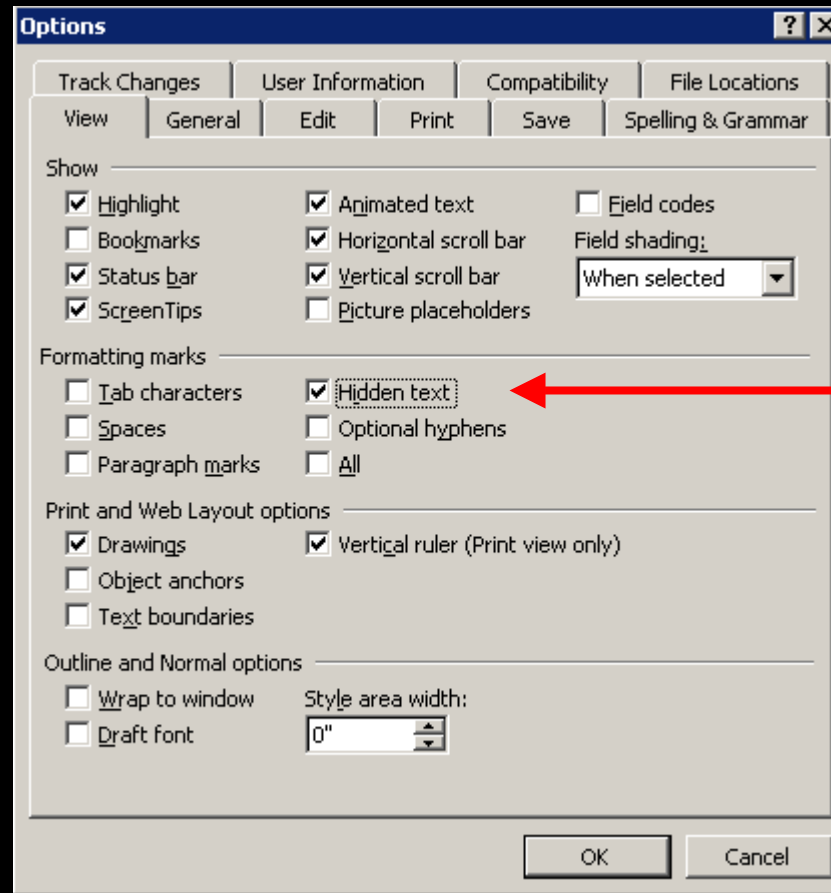 Options
Track Changes User Information Compatibility File Locations
View General Edit Print Save Spelling & Grammar
Show
Highlight Animated text Field codes
Bookmarks Horizontal scroll bar Field shading:
Status bar Vertical scroll bar When selected
ScreenTips Picture placeholders
Formatting marks
Tab characters Hidden text
Spaces Optional hyphens
Paragraph marks All
Print and Web Layout options
Drawings Vertical ruler (Print view only)
Object anchors
Text boundaries
Outline and Normal options
Wrap to window Style area width:
Draft font 0"
OK Cancel